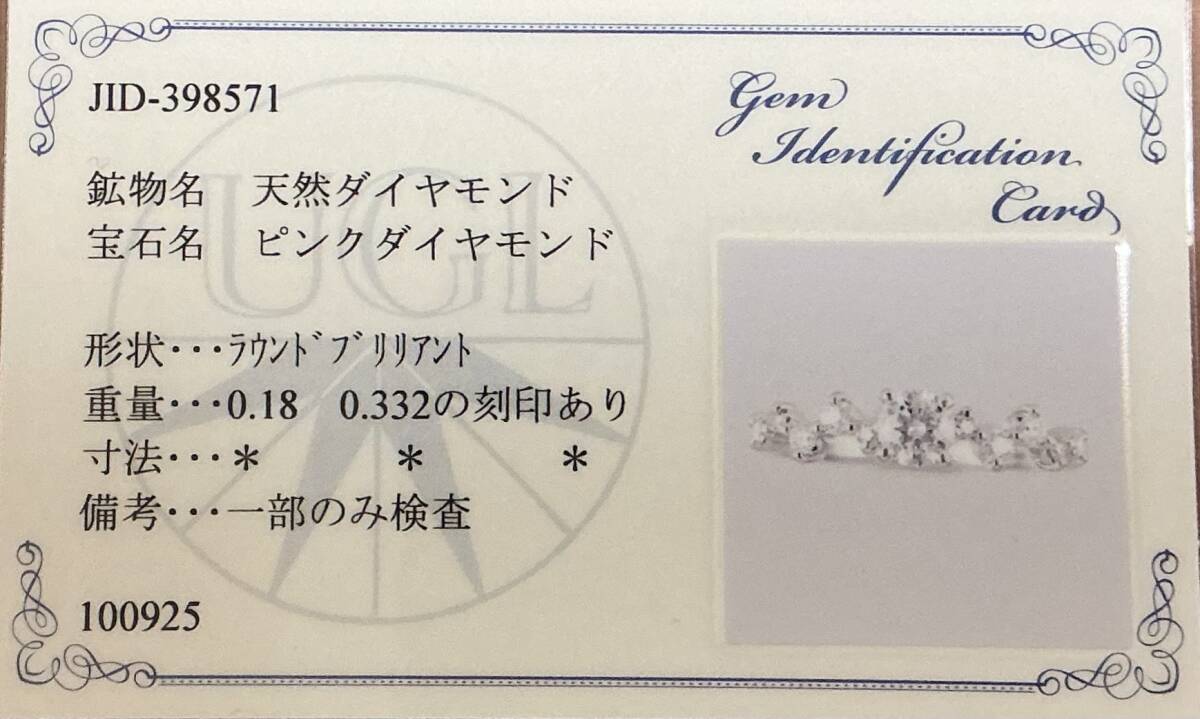 JID-398571
Gem
Identification
Card
鉱物名　天然ダイヤモンド
宝石名　ピンクダイヤモンド
UGL
形状･･･ﾗｳﾝﾄﾞﾌﾞﾘﾘｱﾝﾄ
重量･･･0.18　0.332の刻印あり
寸法･･･＊　　　＊　　　＊
備考･･･一部のみ検査
100925